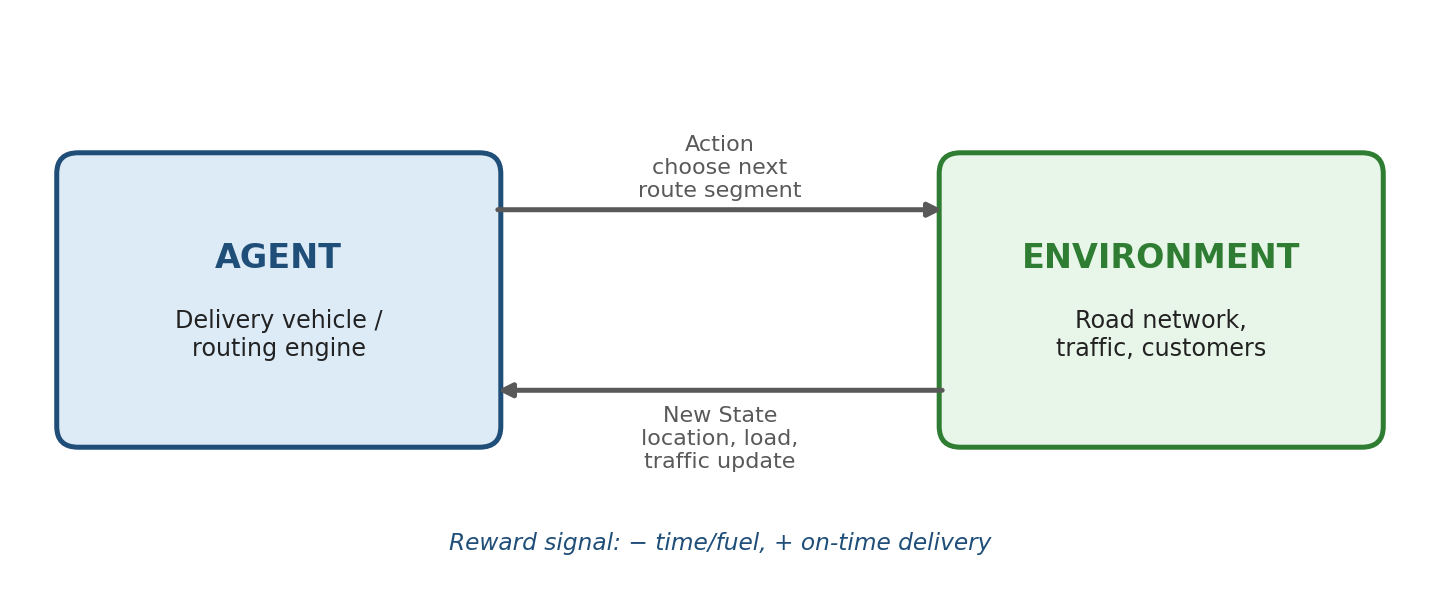 Action
choose next
route segment
AGENT
Delivery vehicle /
routing engine
ENVIRONMENT
Road network,
traffic, customers
New State
location, load,
traffic update
Reward signal: − time/fuel, + on-time delivery